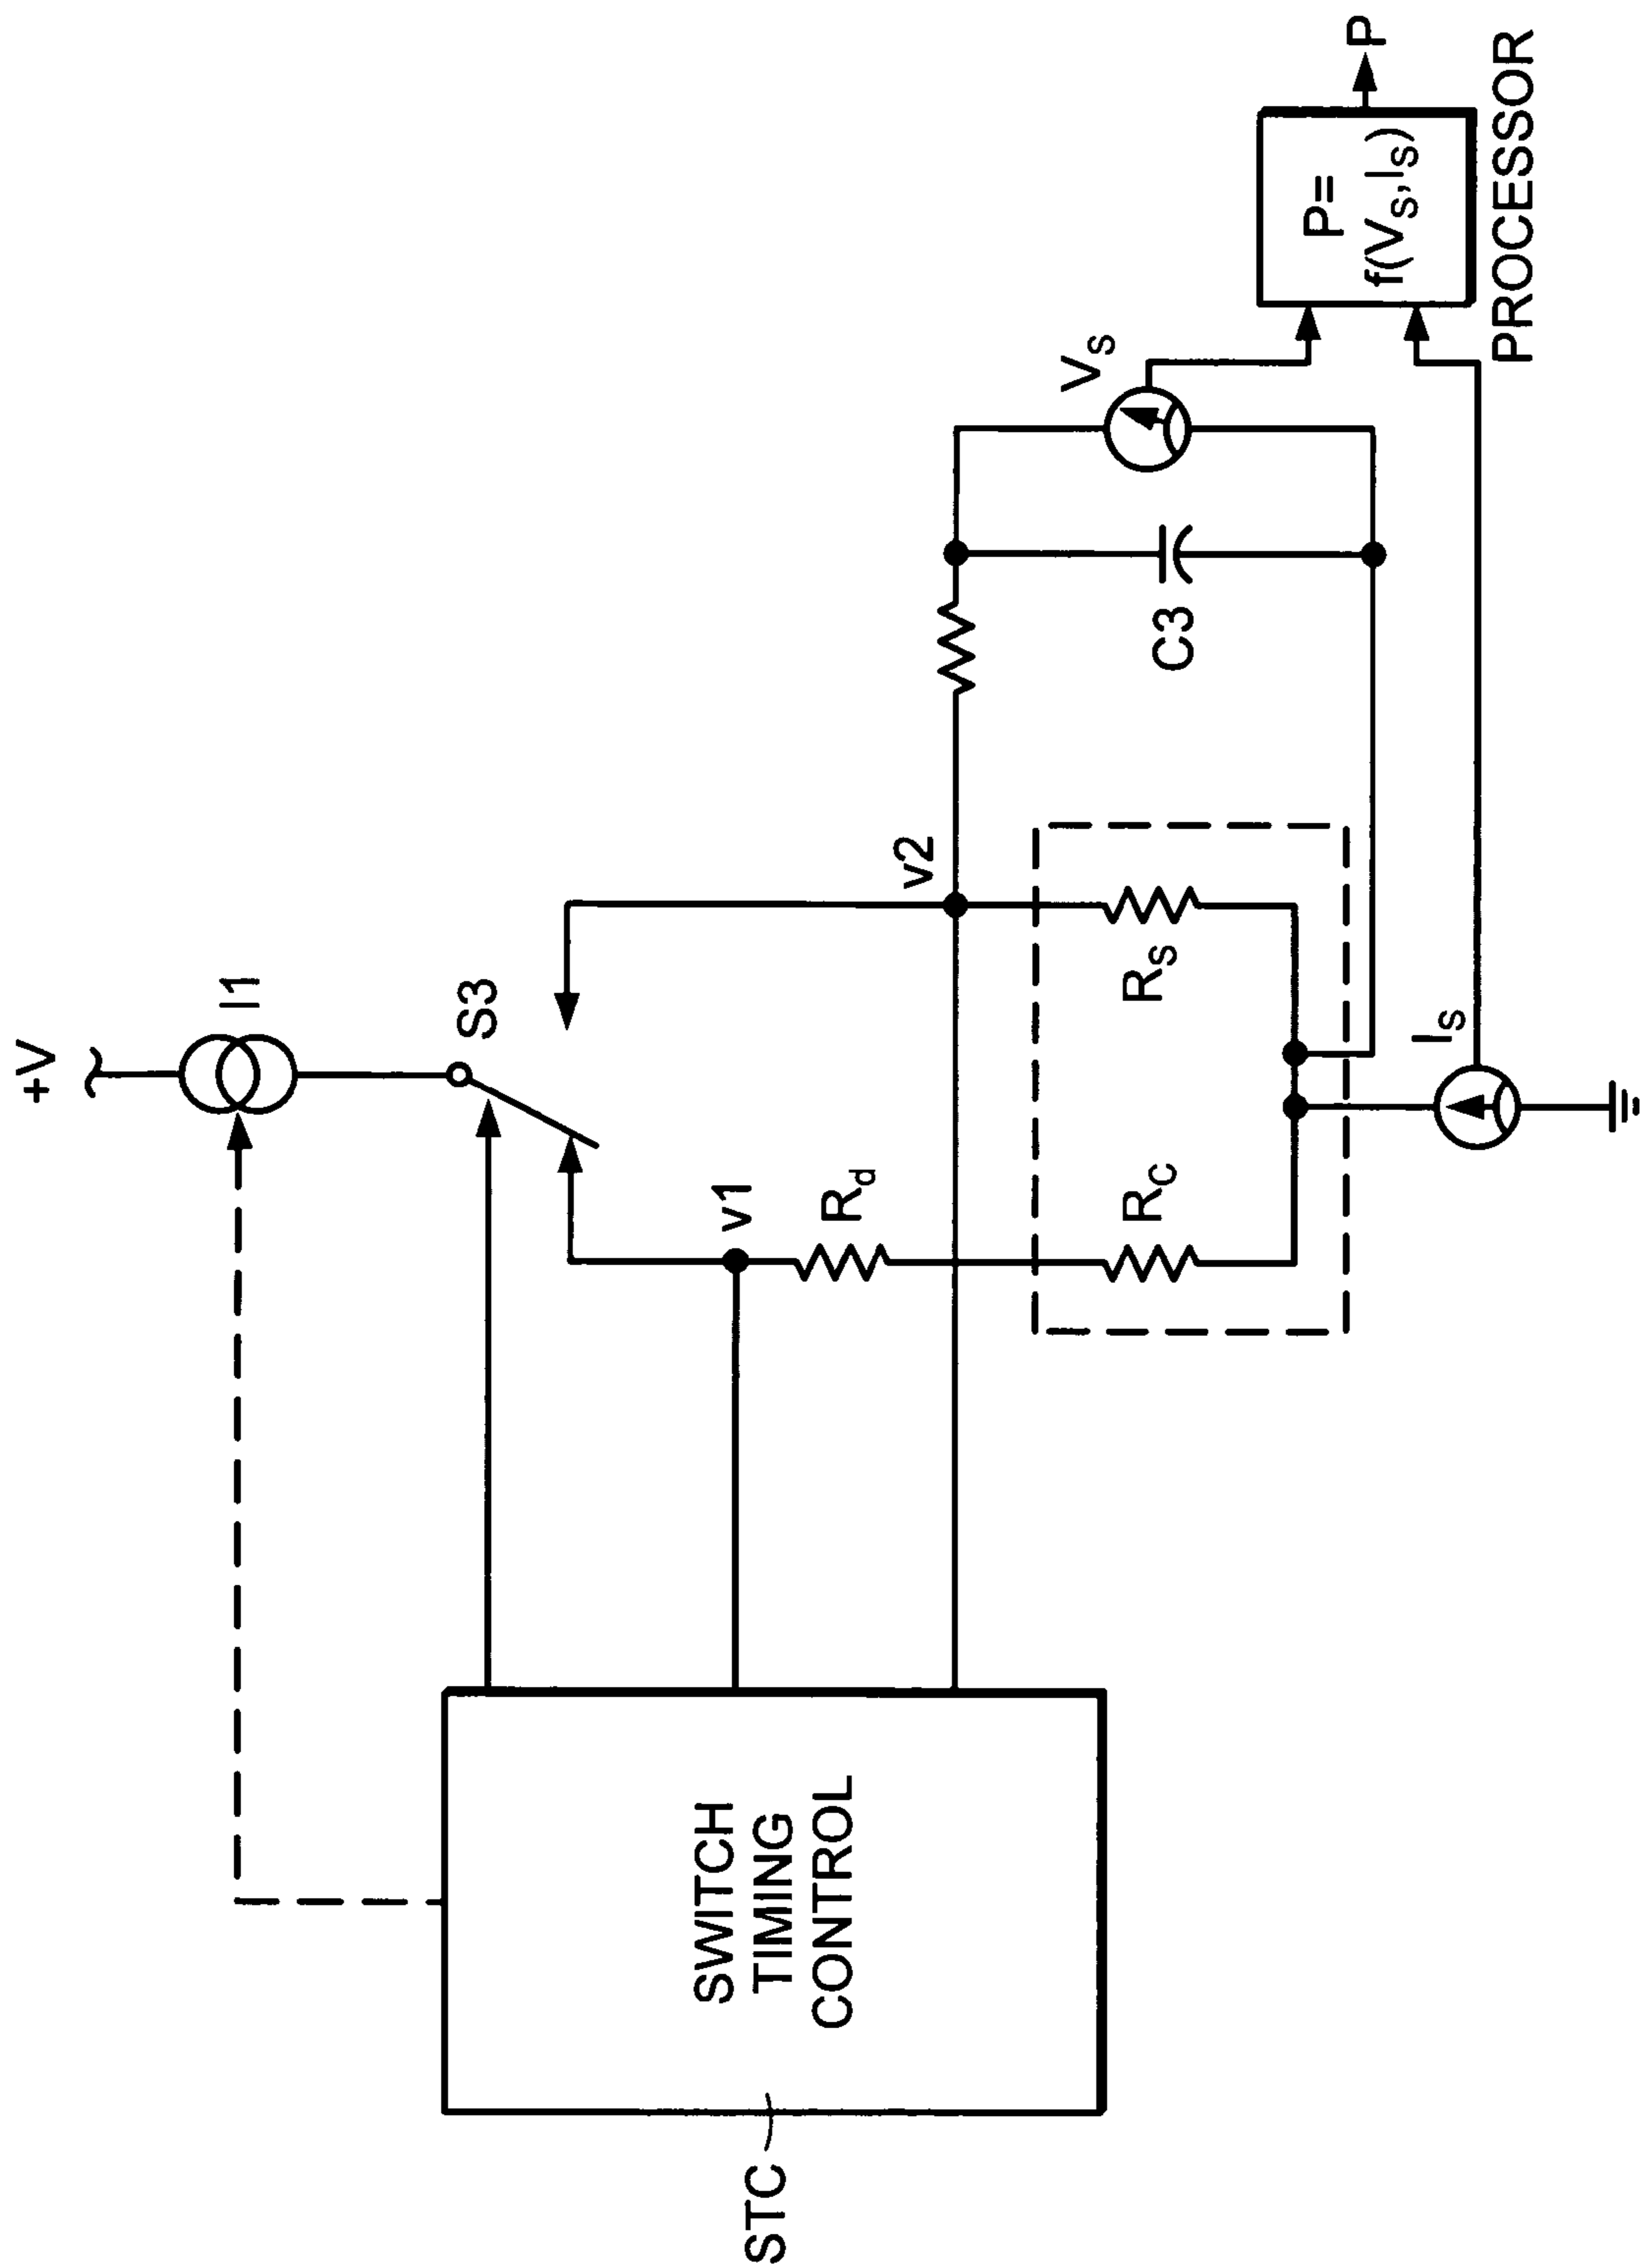 +V
I1
S3
v1
v2
Rd
RC
RS
C3
VS
IS
P=
f(VS,IS)
P
PROCESSOR
SWITCH
TIMING
CONTROL
STC